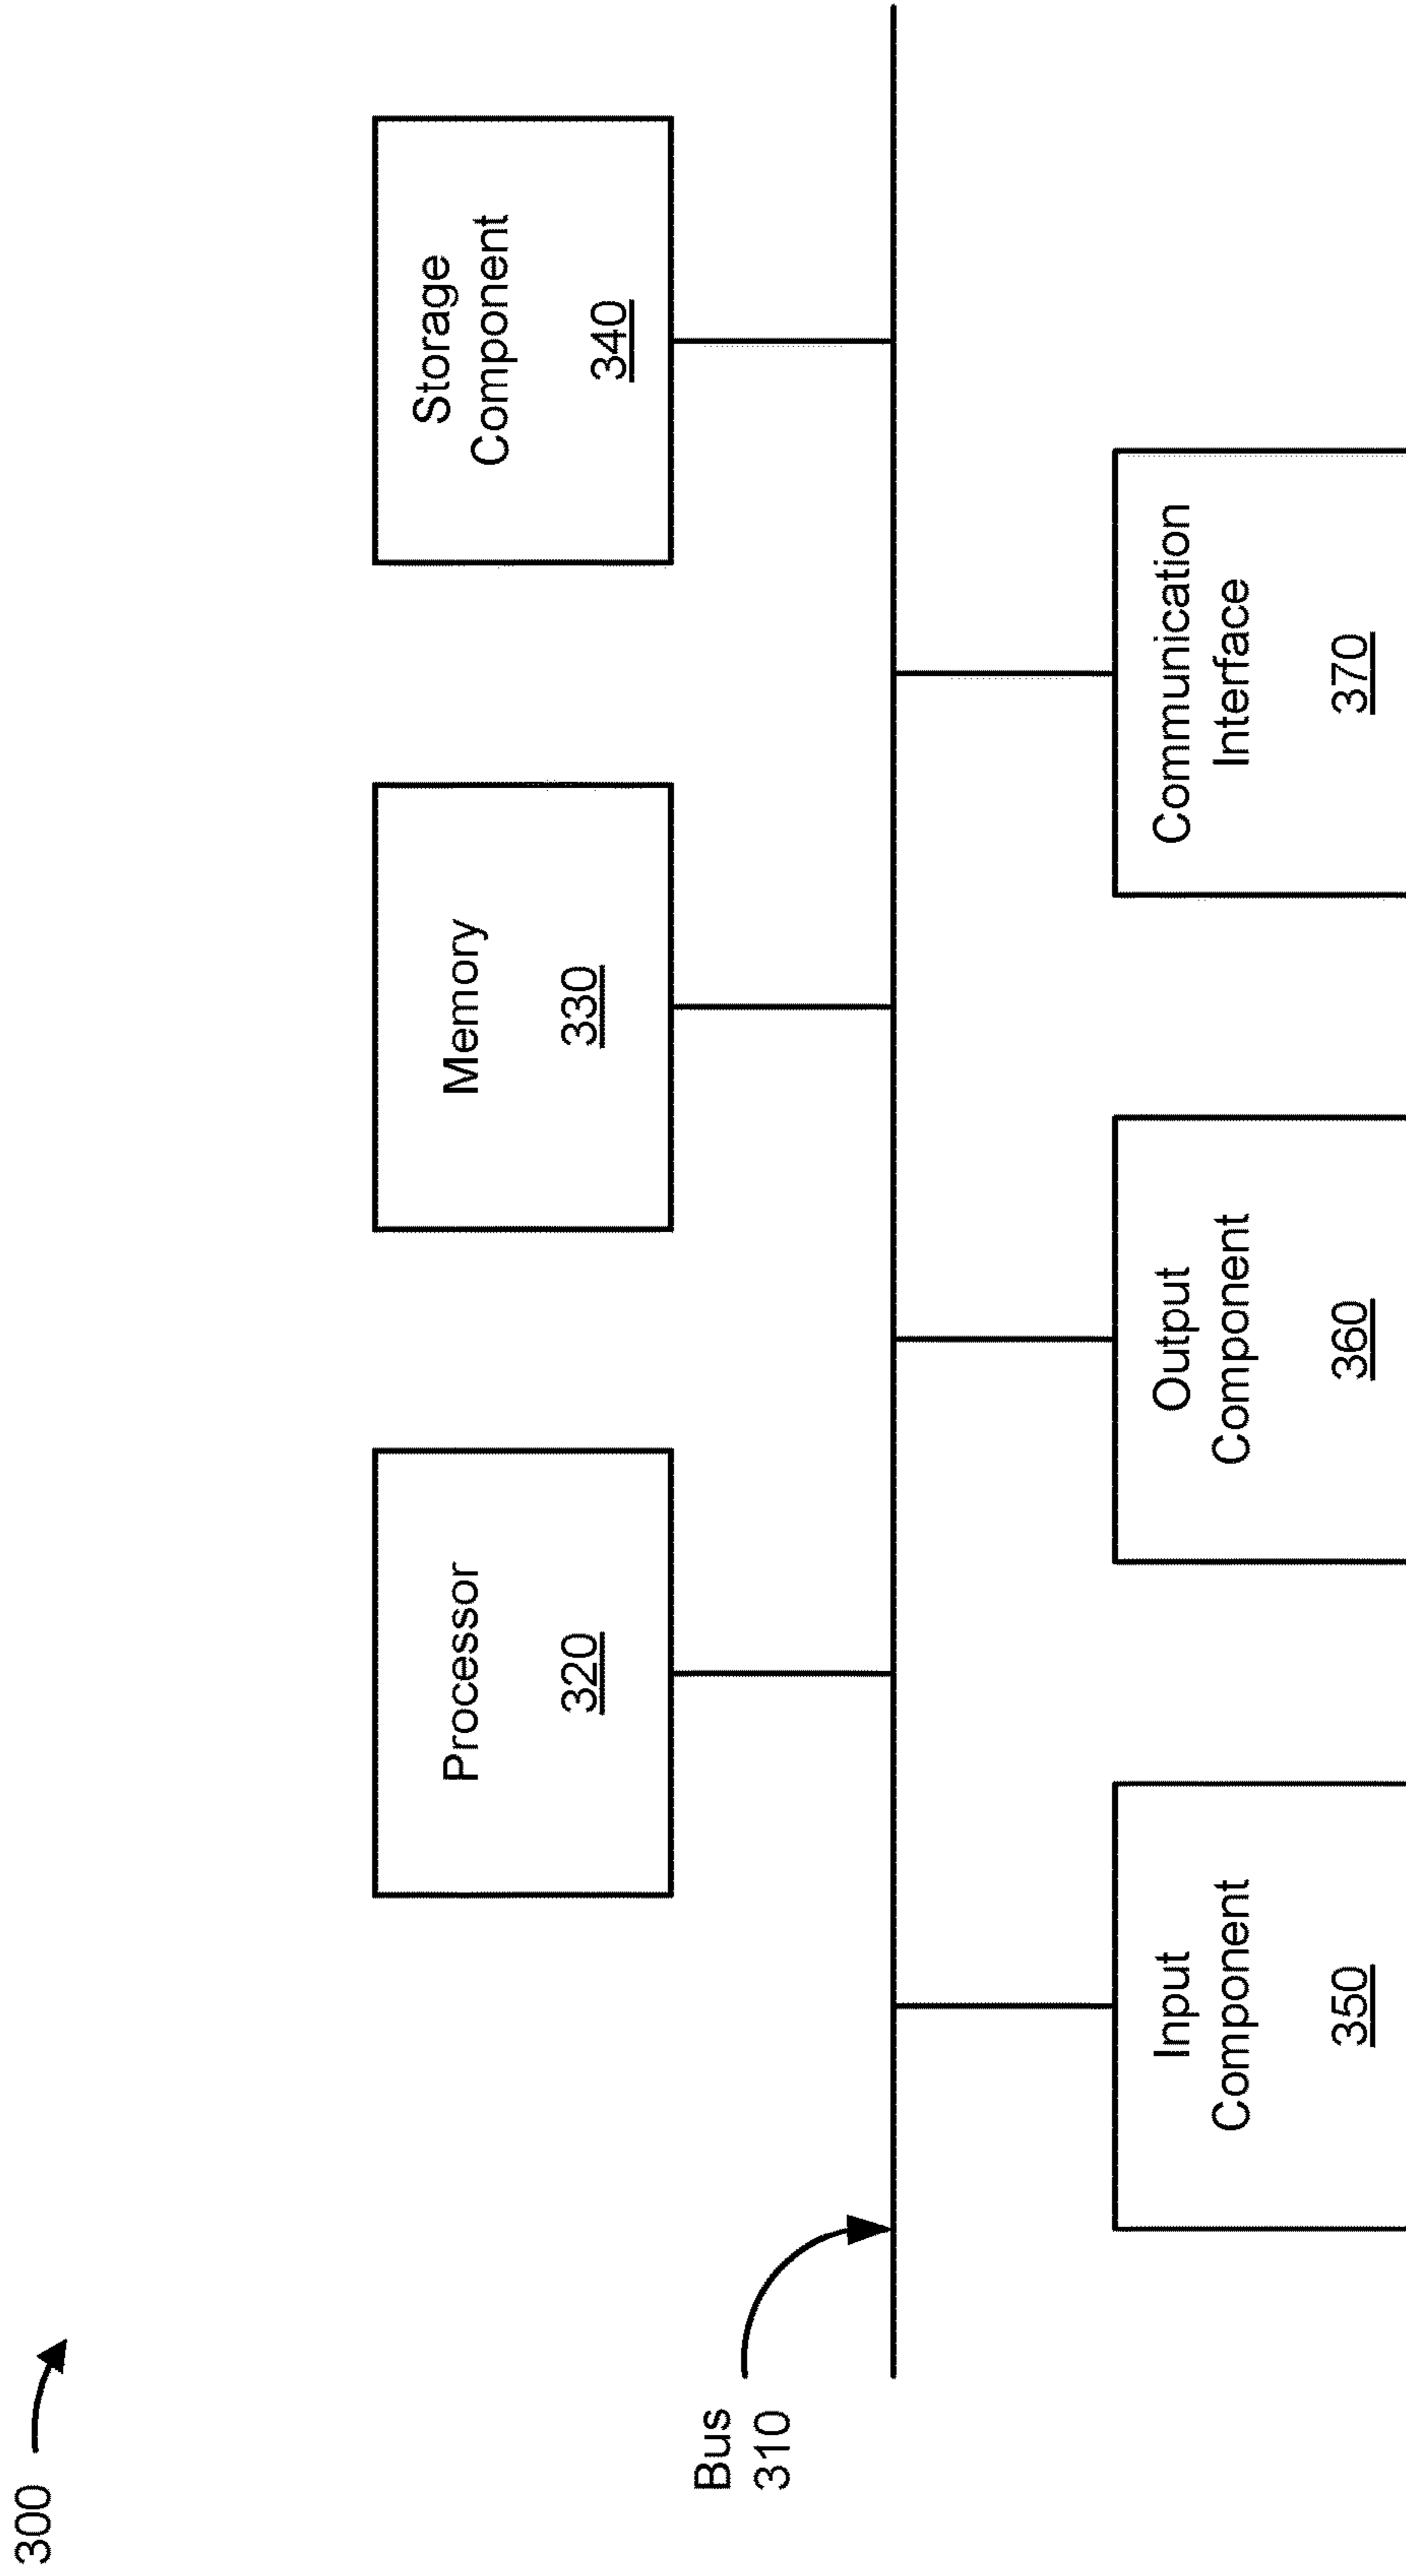 300
Processor
320
Memory
330
Storage
Component
340
Bus
310
Input
Component
350
Output
Component
360
Communication
Interface
370